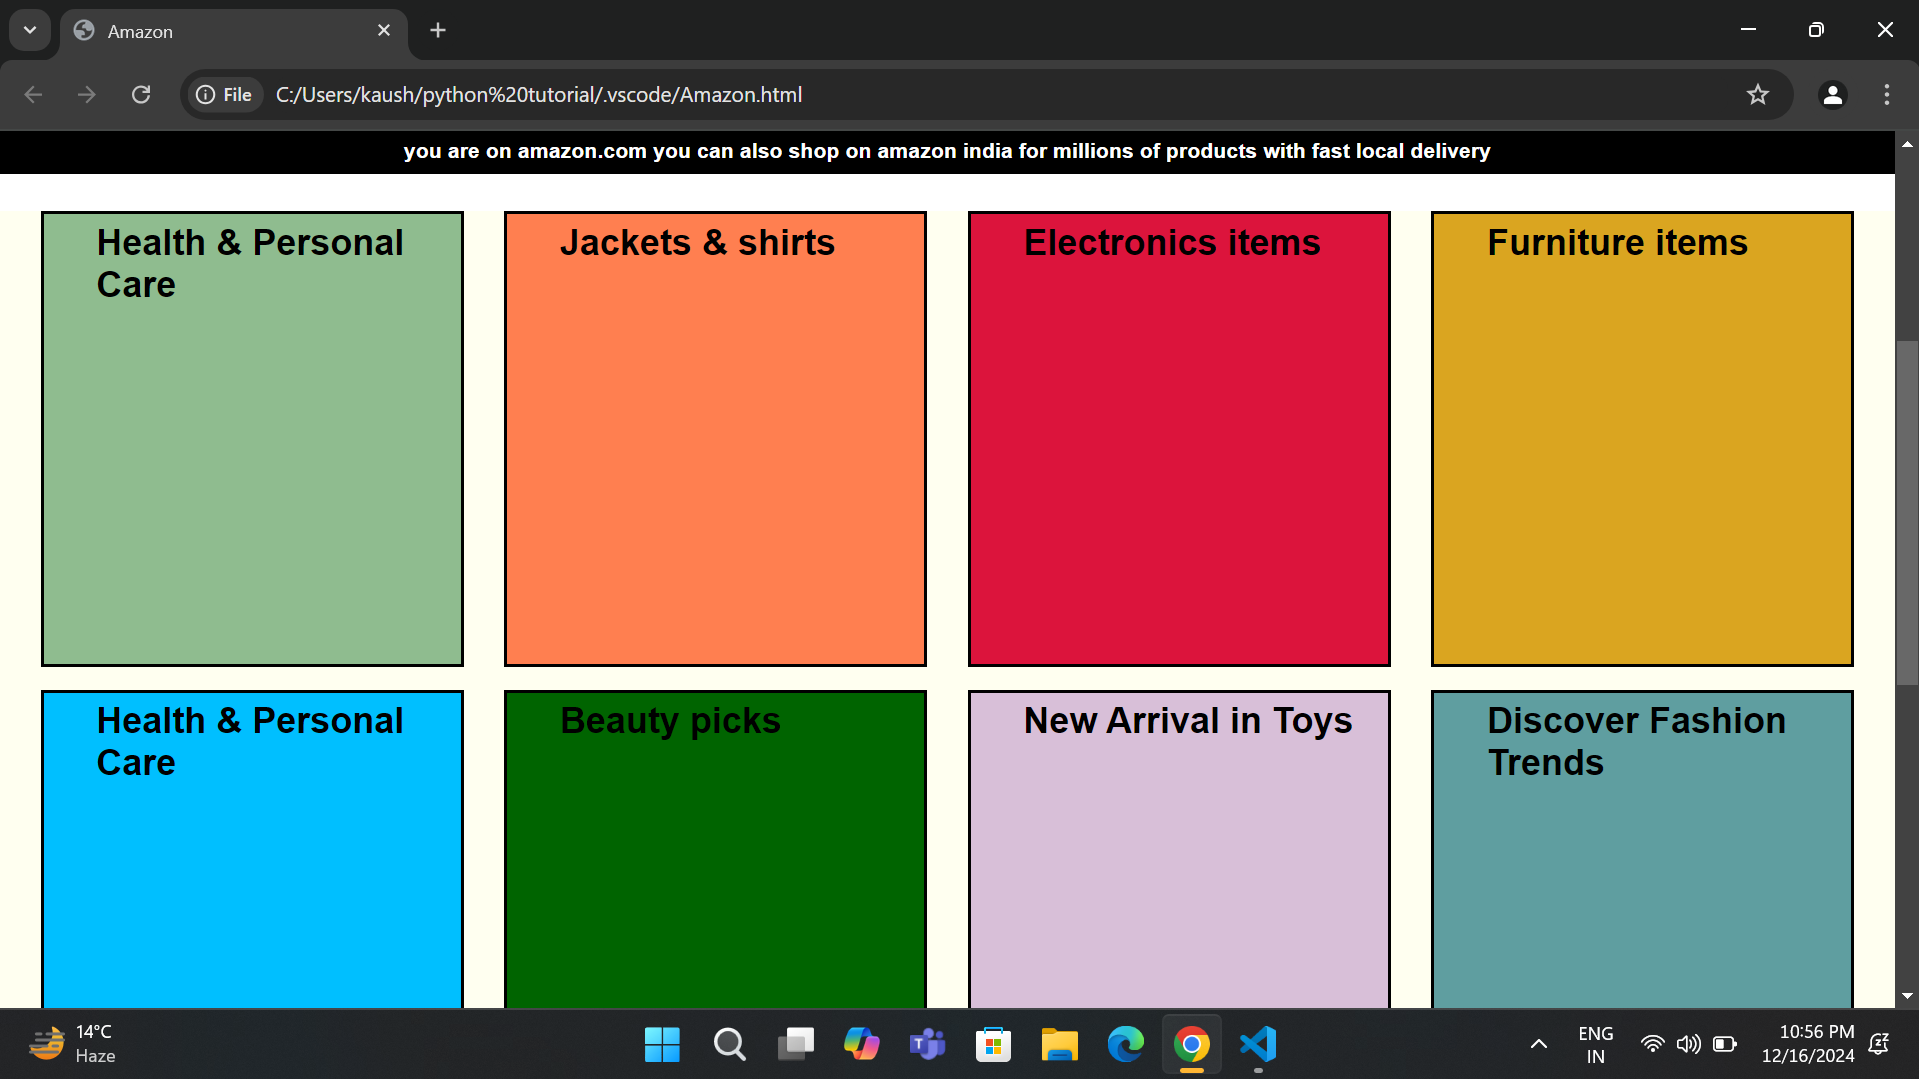 Amazon
File
C:/Users/kaush/python%20tutorial/.vscode/Amazon.html
you are on amazon.com you can also shop on amazon india for millions of products with fast local delivery
Health & Personal
Care
Jackets & shirts
Electronics items
Furniture items
Health & Personal
Care
Beauty picks
New Arrival in Toys
Discover Fashion
Trends
14°C
Haze
ENG
IN
10:56 PM
12/16/2024